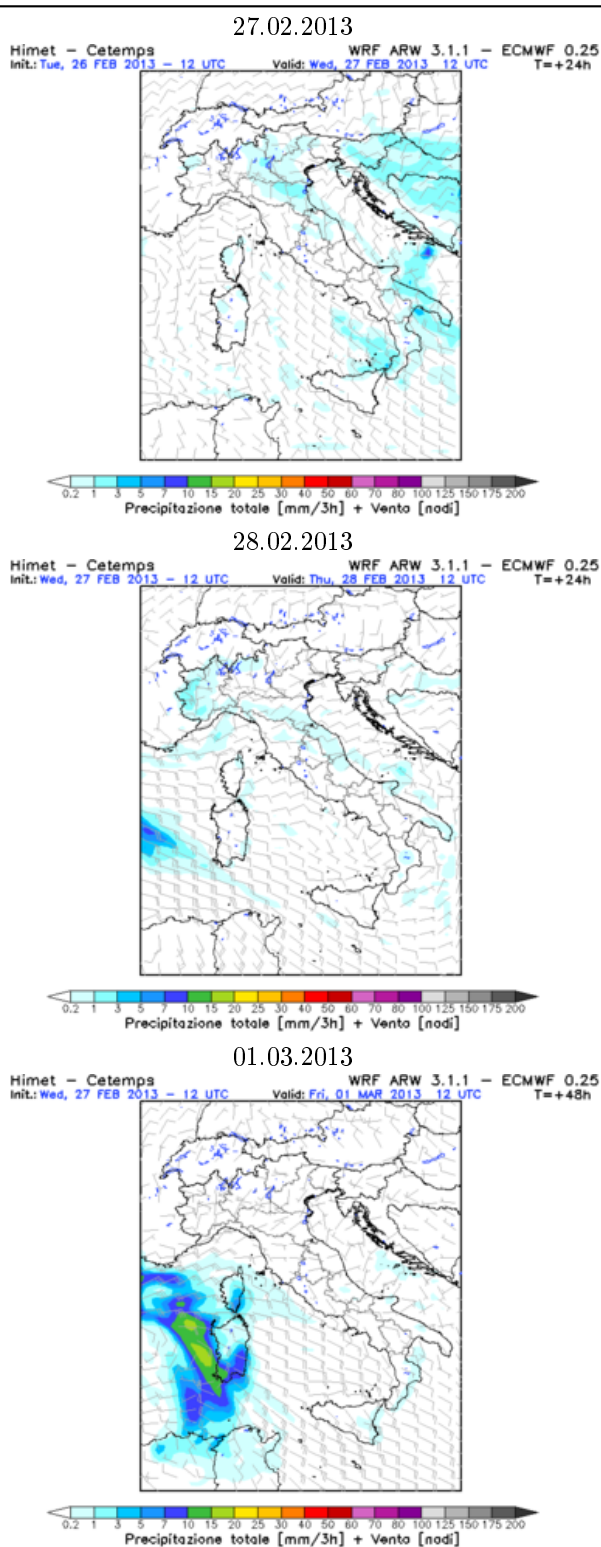 27.02.2013
Himet − Cetemps WRF ARW 3.1.1 − ECMWF 0.25
Init.: Tue, 26 FEB 2013 − 12 UTC Valid: Wed, 27 FEB 2013 12 UTC T=+24h
0.2 1 3 5 7 10 15 20 25 30 40 50 60 70 80 100 125 150 175 200
Precipitazione totale [mm/3h] + Vento [nodi]
28.02.2013
Himet − Cetemps WRF ARW 3.1.1 − ECMWF 0.25
Init.: Wed, 27 FEB 2013 − 12 UTC Valid: Thu, 28 FEB 2013 12 UTC T=+24h
0.2 1 3 5 7 10 15 20 25 30 40 50 60 70 80 100 125 150 175 200
Precipitazione totale [mm/3h] + Vento [nodi]
01.03.2013
Himet − Cetemps WRF ARW 3.1.1 − ECMWF 0.25
Init.: Wed, 27 FEB 2013 − 12 UTC Valid: Fri, 01 MAR 2013 12 UTC T=+48h
0.2 1 3 5 7 10 15 20 25 30 40 50 60 70 80 100 125 150 175 200
Precipitazione totale [mm/3h] + Vento [nodi]